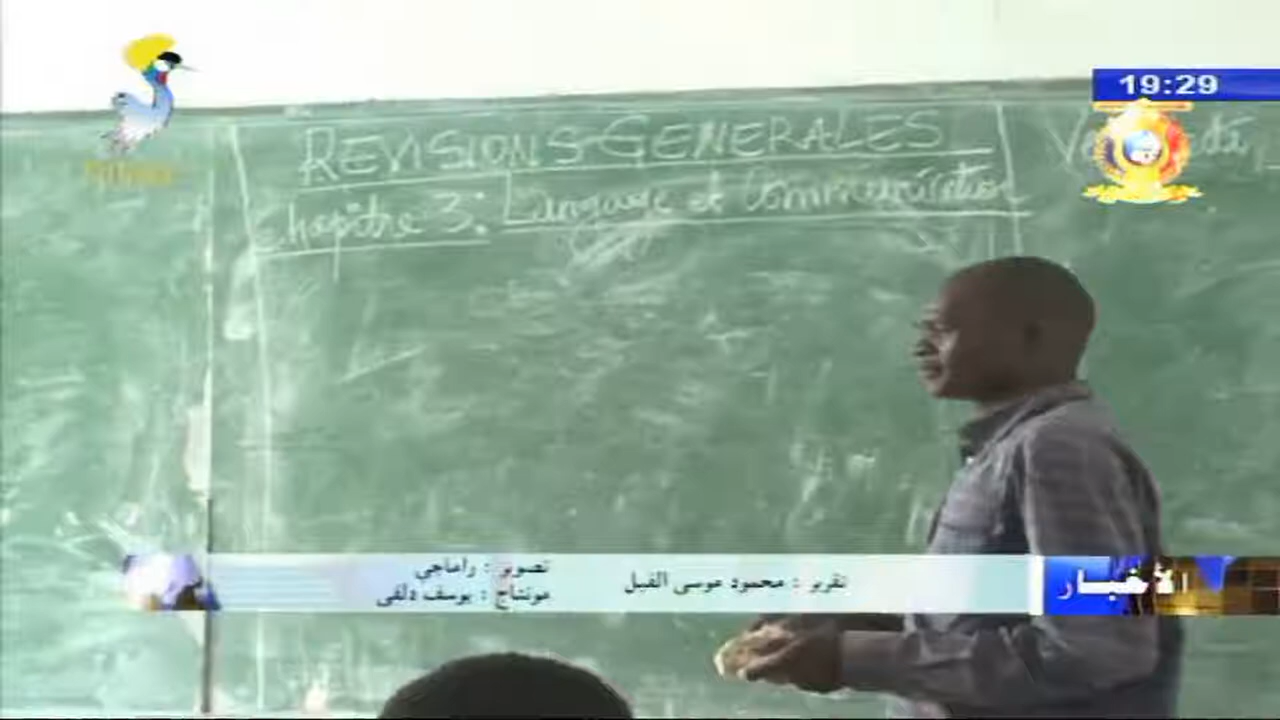 19:29
REVISIONS GENERALES
Chapitre 3: Langage et Communication
تقرير : محمود موسى الفيل
تصوير : راماجي
مونتاج : يوسف دلفى
الأخبار